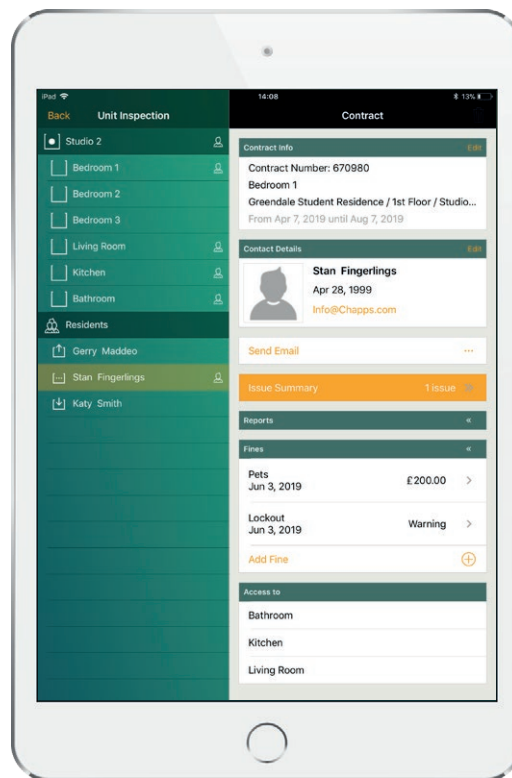 iPad
14:08
13%
Back
Unit Inspection
Contract
Studio 2
Bedroom 1
Bedroom 2
Bedroom 3
Living Room
Kitchen
Bathroom
Residents
Gerry Maddeo
Stan Fingerlings
Katy Smith
Contract Info
Edit
Contract Number: 670980
Bedroom 1
Greendale Student Residence / 1st Floor / Studio...
From Apr 7, 2019 until Aug 7, 2019
Contact Details
Edit
Stan Fingerlings
Apr 28, 1999
Info@Chapps.com
Send Email
...
Issue Summary
1 issue
Reports
«
Fines
«
Pets
£200.00
>
Jun 3, 2019
Lockout
Warning
>
Jun 3, 2019
Add Fine
Access to
Bathroom
Kitchen
Living Room